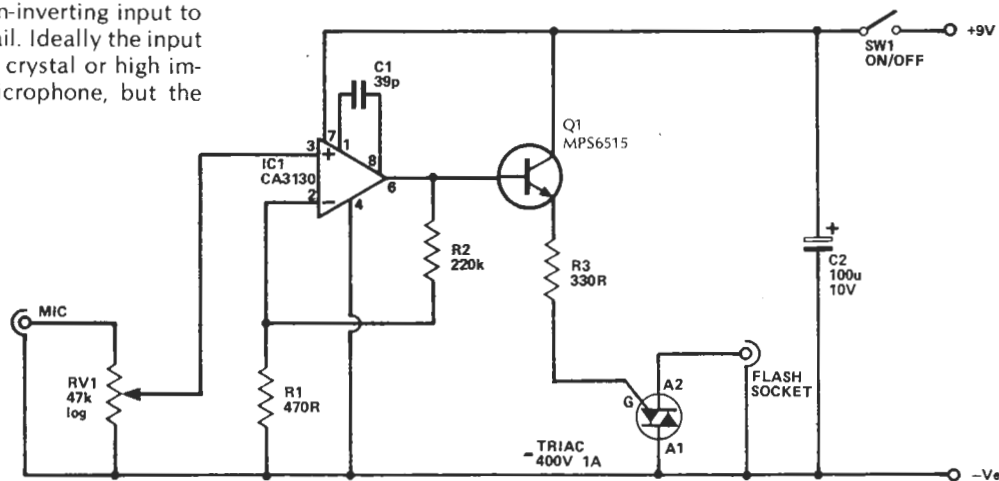 n-inverting input to
ail. Ideally the input
crystal or high im-
icrophone, but the
C1
39p
+9V
SW1
ON/OFF
Q1
MPS6515
7
1
3
+
IC1
CA3130
8
6
2
–
4
R2
220k
R3
330R
+
C2
100u
10V
MIC
RV1
47k
log
R1
470R
A2
G
A1
FLASH
SOCKET
TRIAC
400V 1A
–Ve